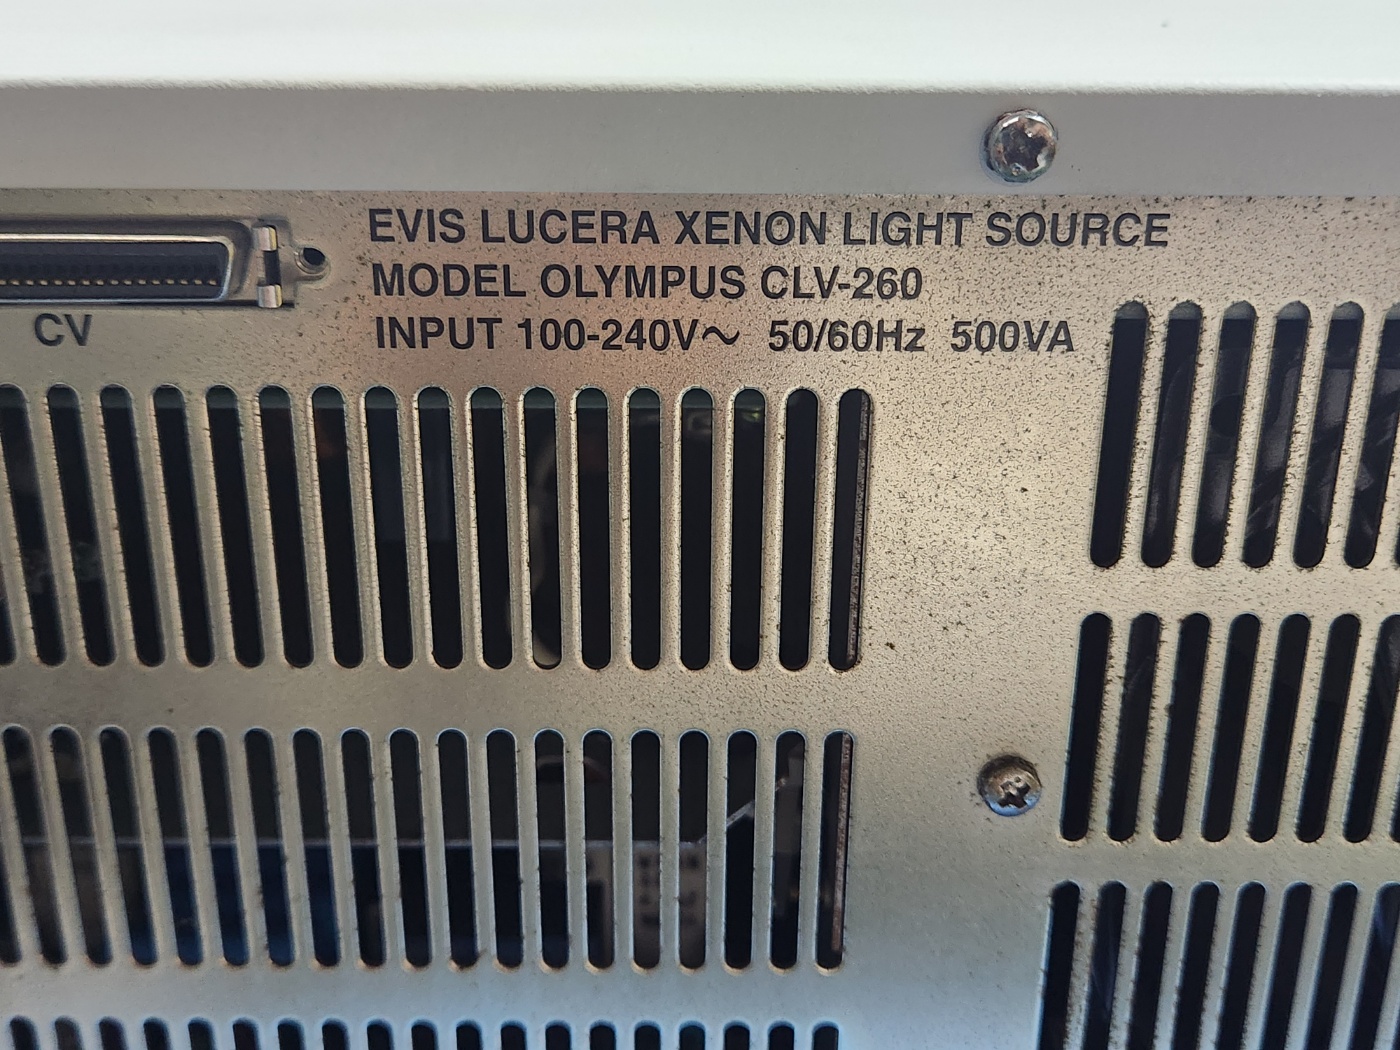 EVIS LUCERA XENON LIGHT SOURCE
MODEL OLYMPUS CLV-260
INPUT 100-240V～ 50/60Hz 500VA
CV